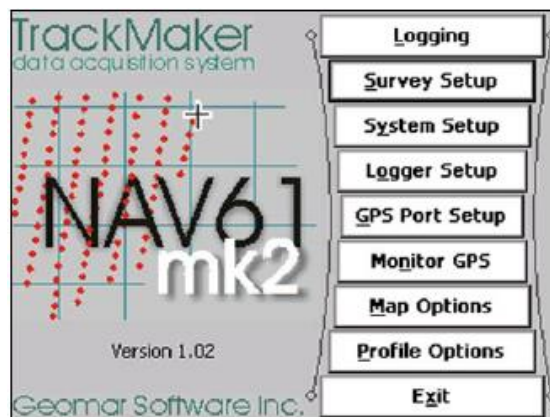 TrackMaker
data acquisition system
NAV61
mk2
Version 1.02
Geomar Software Inc.
Logging
Survey Setup
System Setup
Logger Setup
GPS Port Setup
Monitor GPS
Map Options
Profile Options
Exit